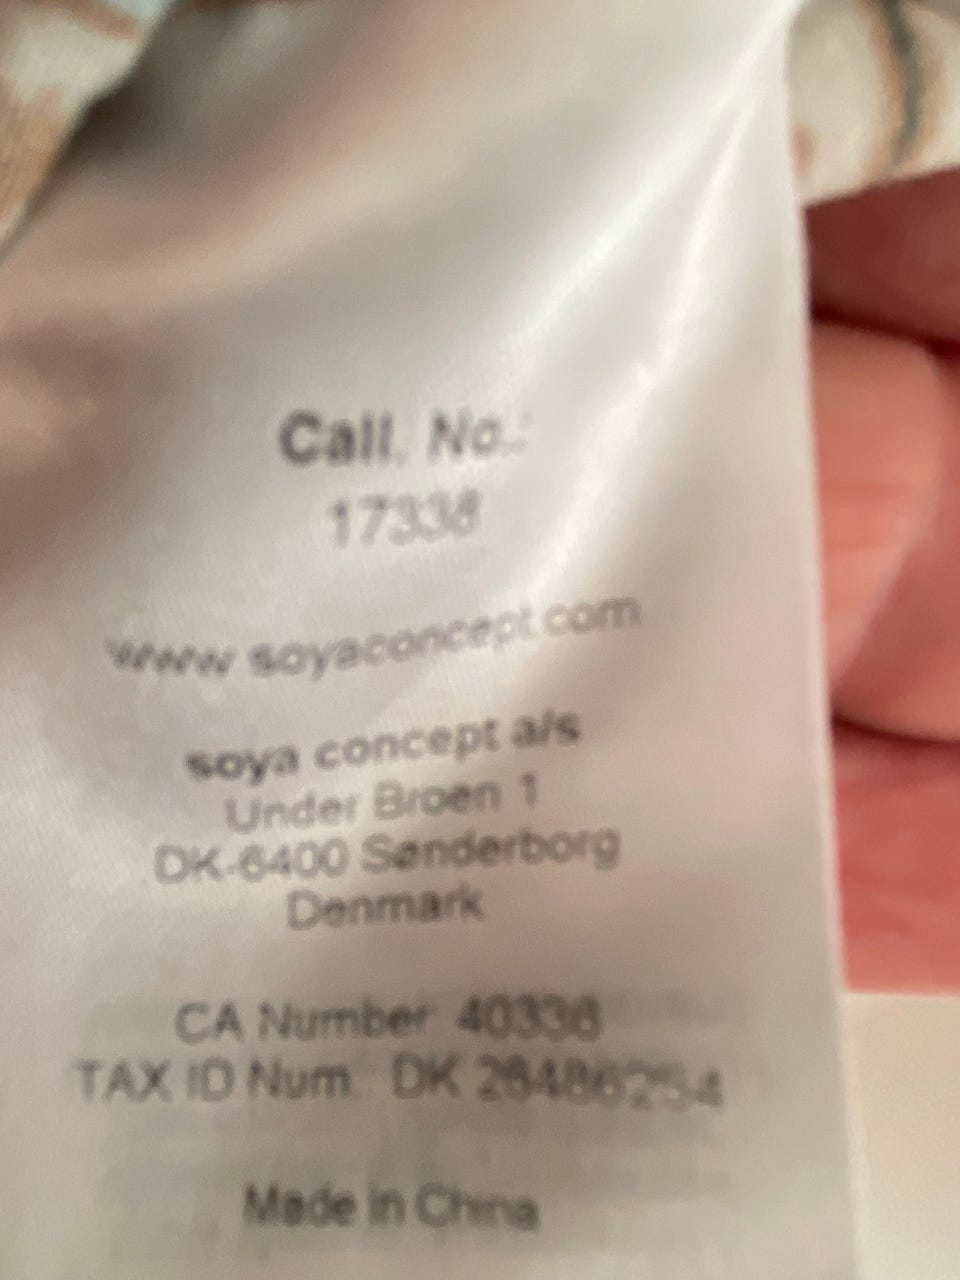 Call. No.:
17338
www.soyaconcept.com
soya concept a/s
Under Broen 1
DK-6400 Sønderborg
Denmark
CA Number 40338
TAX ID Num DK 26486254
Made in China